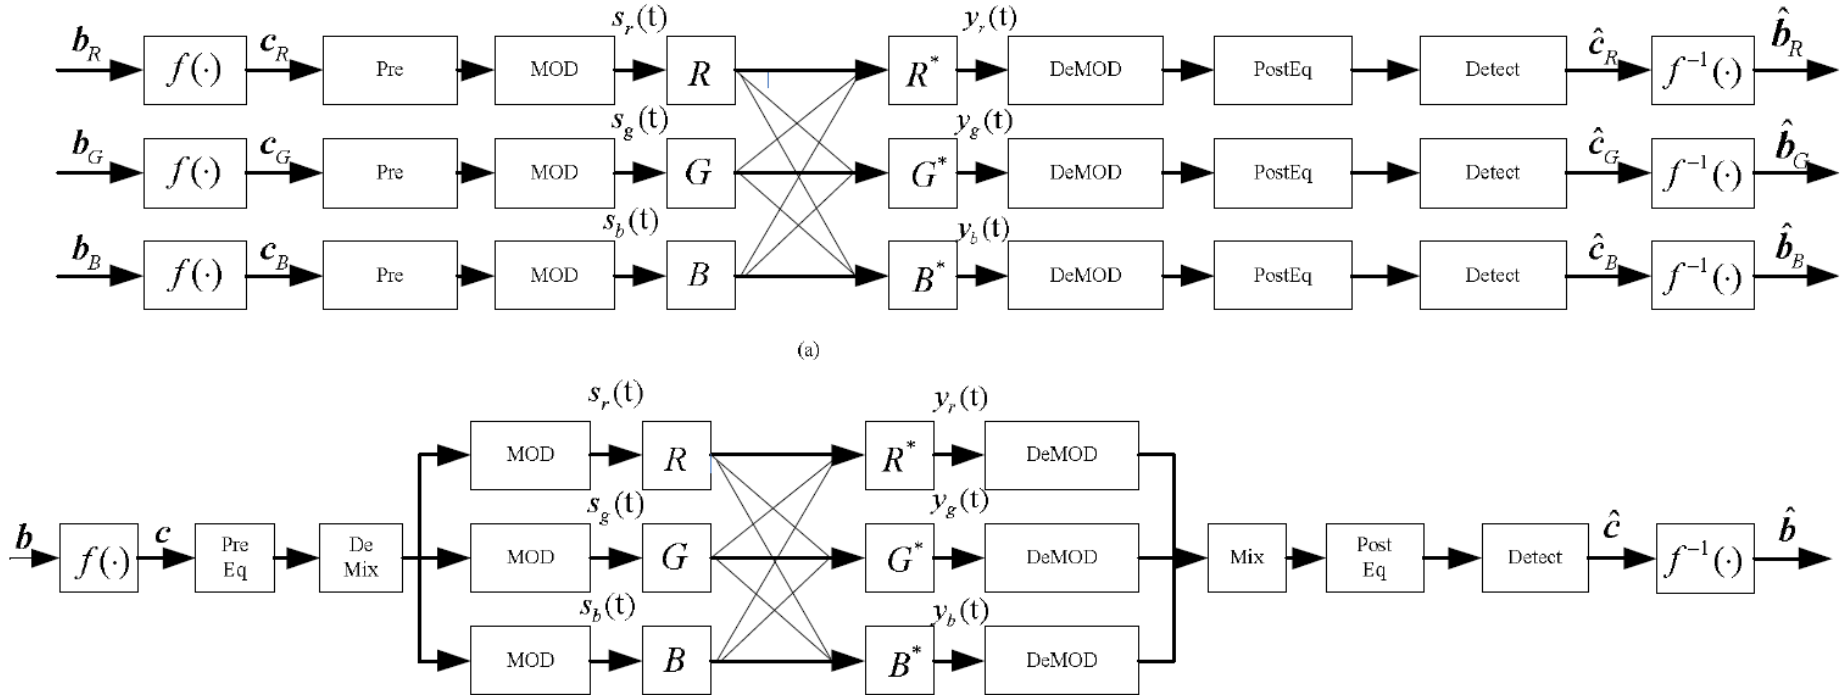 s_r(t) y_r(t)
b_R f(·) c_R Pre MOD R R* DeMOD PostEq Detect ĉ_R f⁻¹(·) b̂_R
s_g(t) y_g(t)
b_G f(·) c_G Pre MOD G G* DeMOD PostEq Detect ĉ_G f⁻¹(·) b̂_G
s_b(t) y_b(t)
b_B f(·) c_B Pre MOD B B* DeMOD PostEq Detect ĉ_B f⁻¹(·) b̂_B
(a)
s_r(t) y_r(t)
MOD R R* DeMOD
s_g(t) y_g(t)
b f(·) c Pre Eq De Mix MOD G G* DeMOD Mix Post Eq Detect ĉ f⁻¹(·) b̂
s_b(t) y_b(t)
MOD B B* DeMOD